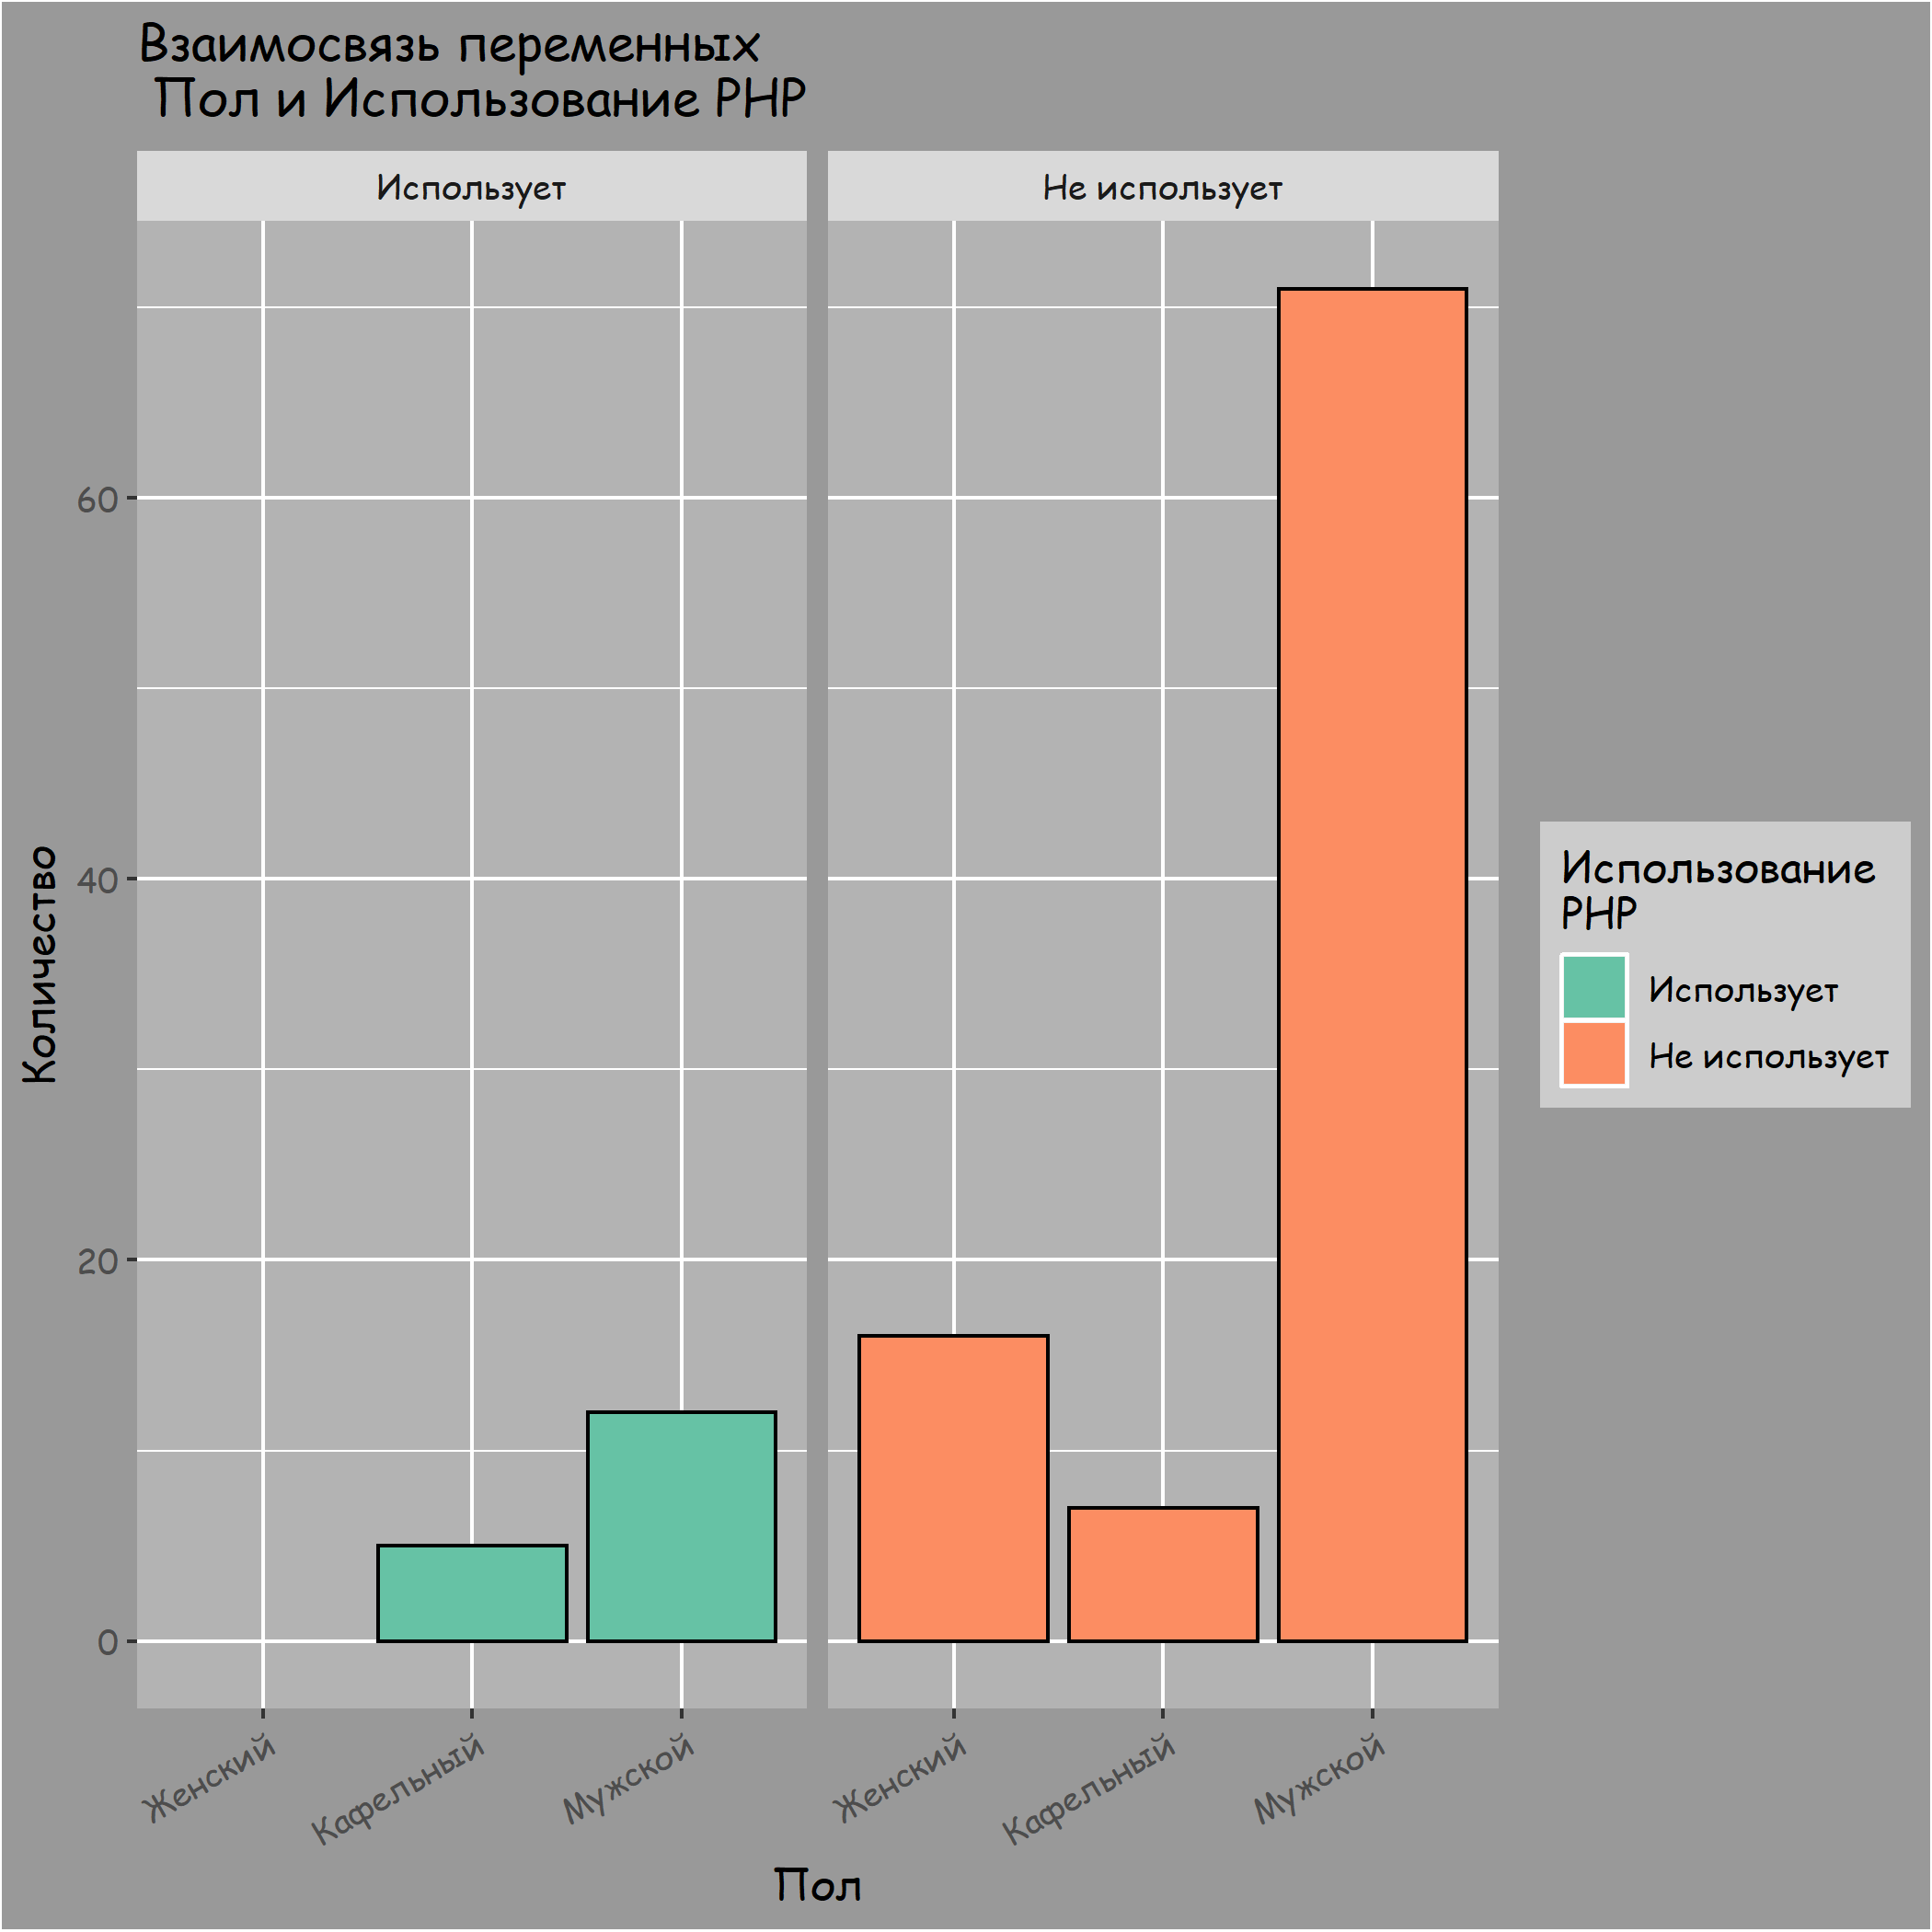 Взаимосвязь переменных
Пол и Использование PHP
Использует
Не использует
60
40
20
0
Количество
Женский
Кафельный
Мужской
Женский
Кафельный
Мужской
Пол
Использование
PHP
Использует
Не использует